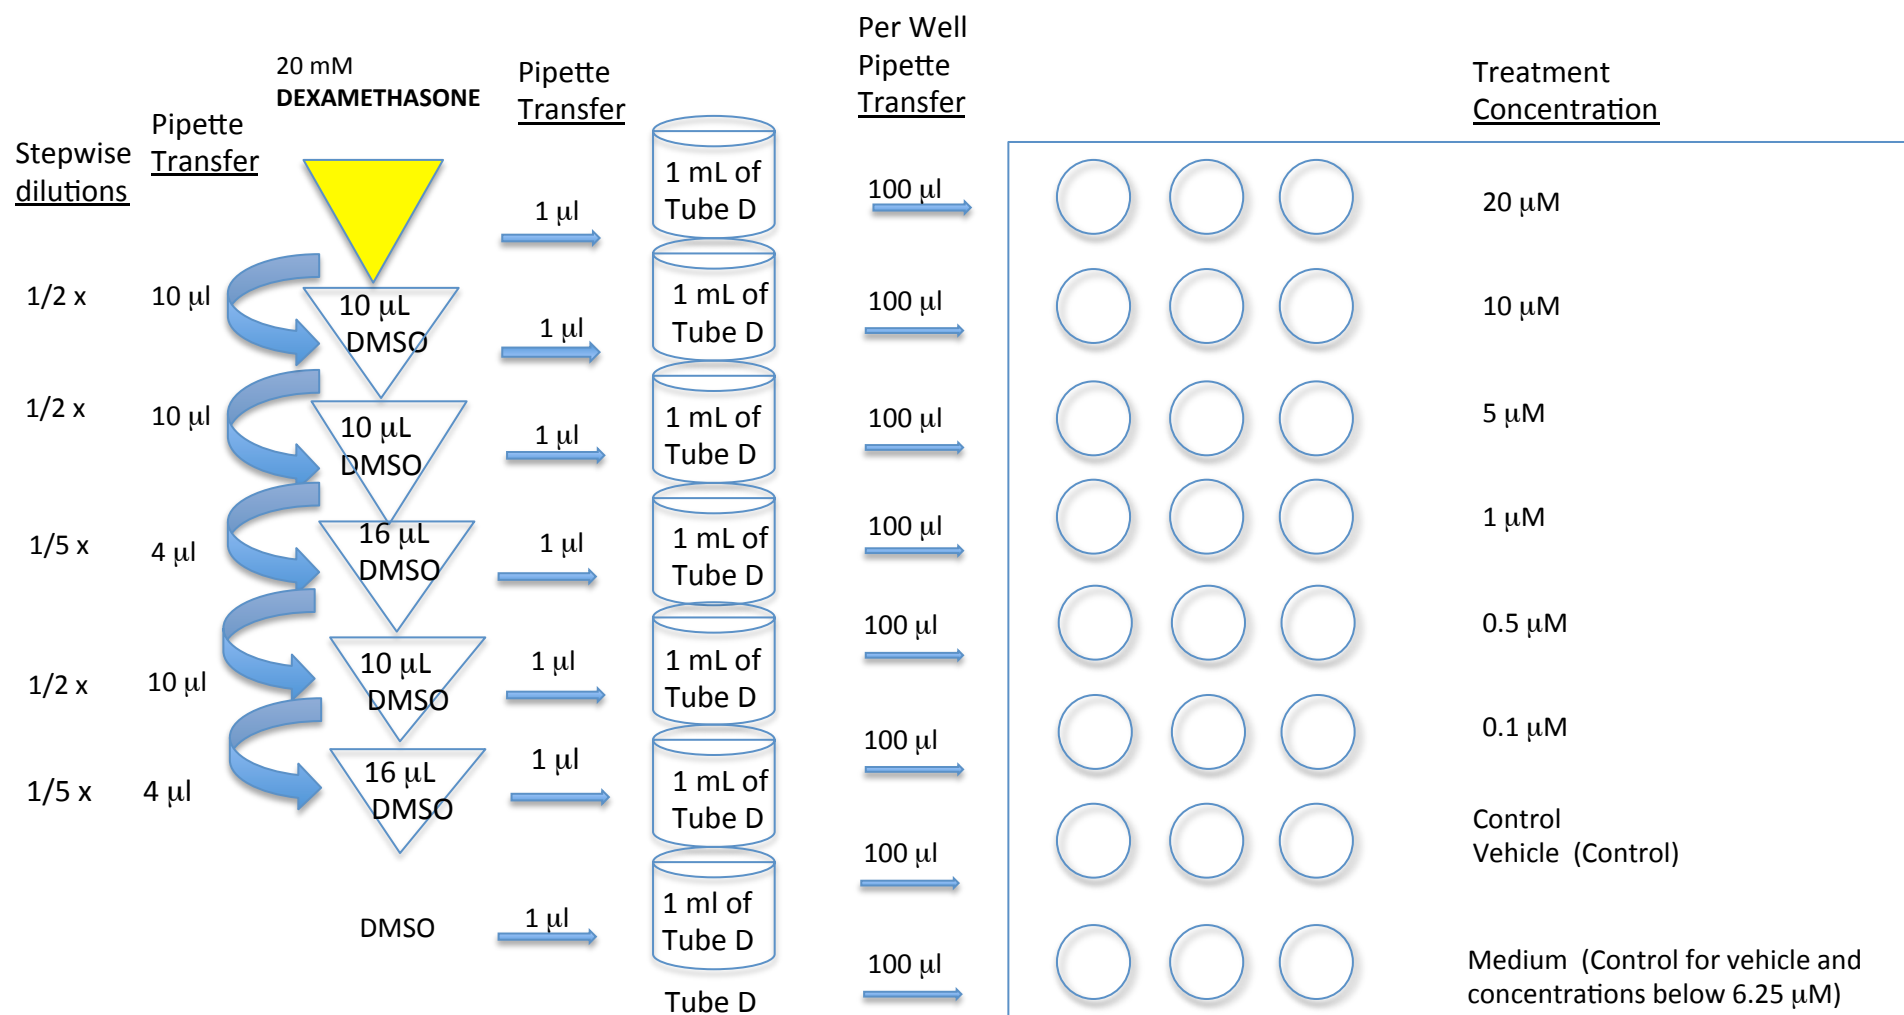 Per Well
Pipette
Transfer
20 mM
DEXAMETHASONE
Pipette
Transfer
Treatment
Concentration
Pipette
Transfer
Stepwise
dilutions
1 μl
1 mL of
Tube D
100 μl
20 μM
1/2 x
10 μl
10 μL
DMSO
1 μl
1 mL of
Tube D
100 μl
10 μM
1/2 x
10 μl
10 μL
DMSO
1 μl
1 mL of
Tube D
100 μl
5 μM
1/5 x
4 μl
16 μL
DMSO
1 μl
1 mL of
Tube D
100 μl
1 μM
1/2 x
10 μl
10 μL
DMSO
1 μl
1 mL of
Tube D
100 μl
0.5 μM
1/5 x
4 μl
16 μL
DMSO
1 μl
1 mL of
Tube D
100 μl
0.1 μM
DMSO
1 μl
1 ml of
Tube D
100 μl
Control
Vehicle (Control)
Tube D
100 μl
Medium (Control for vehicle and
concentrations below 6.25 μM)